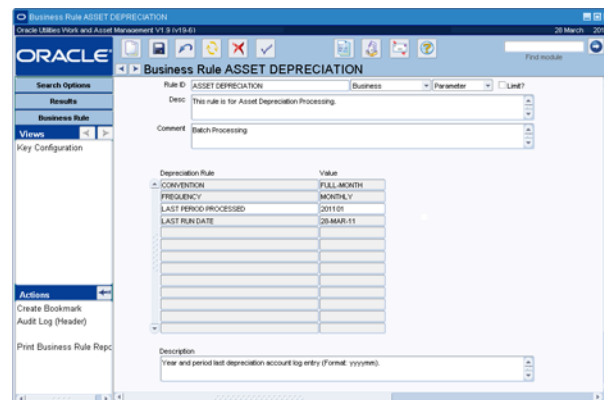 Business Rule ASSET DEPRECIATION
Oracle Utilities Work and Asset Management V1.9 (v19-6) 28 March 201
ORACLE
Find module
Business Rule ASSET DEPRECIATION
Search Options
Results
Business Rule
Views
Key Configuration
Rule ID ASSET DEPRECIATION Business Parameter Limit?
Desc This rule is for Asset Depreciation Processing.
Comment Batch Processing
Depreciation Rule Value
CONVENTION FULL-MONTH
FREQUENCY MONTHLY
LAST PERIOD PROCESSED 201101
LAST RUN DATE 28-MAR-11
Actions
Create Bookmark
Audit Log (Header)
Print Business Rule Repo
Description
Year and period last depreciation account log entry (Format: yyyymm).